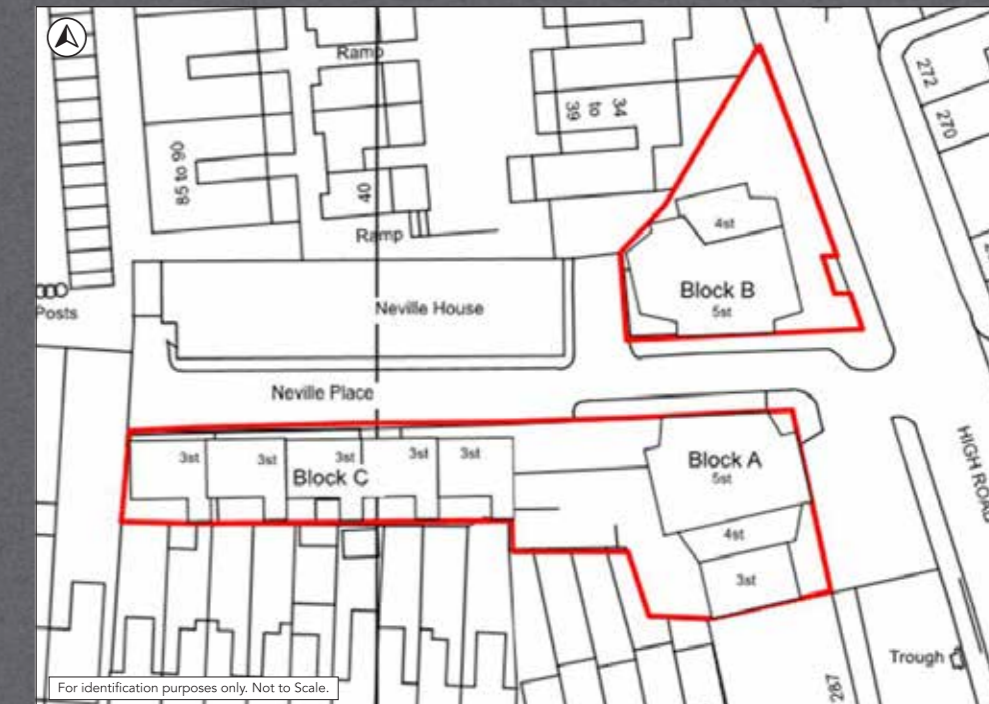 Ramp
272
34
to
39
270
85 to 90
40
4st
Ramp
Block B
Neville House
5st
Posts
Neville Place
HIGH ROAD
3st
3st
3st
3st
3st
Block A
Block C
5st
4st
3st
Trough
287
For identification purposes only. Not to Scale.